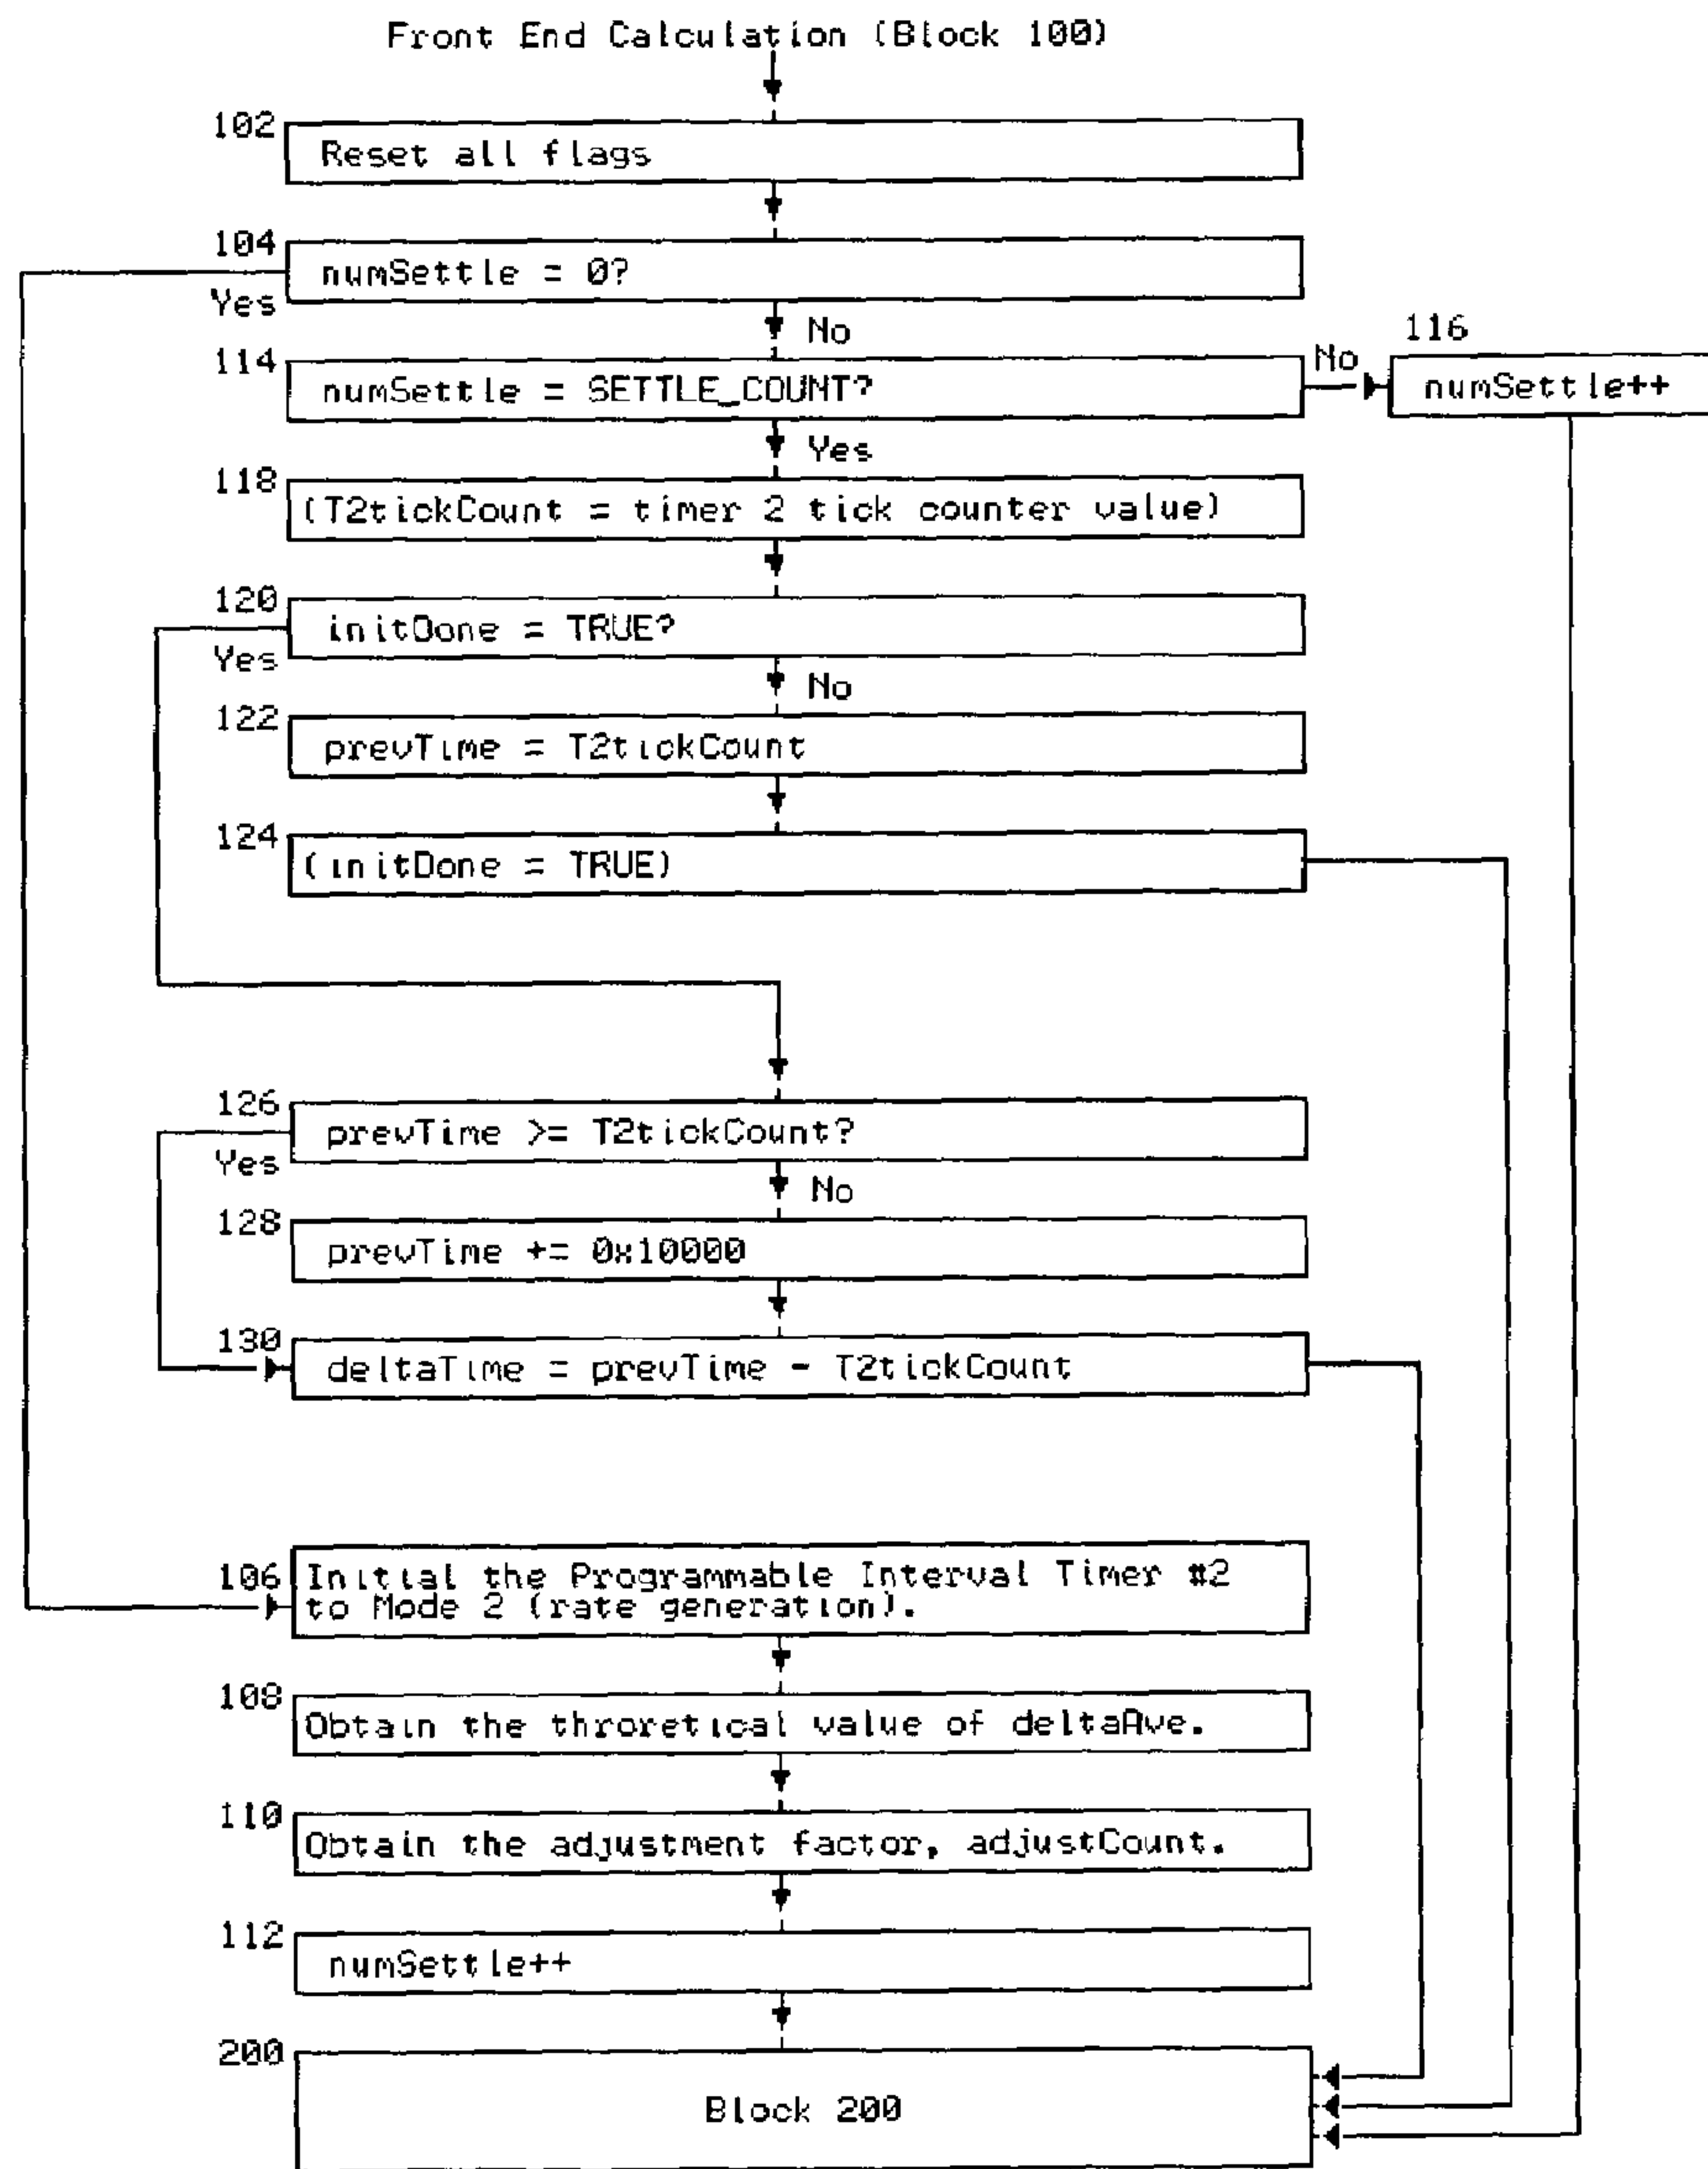 Front End Calculation (Block 100)
102
Reset all flags
104
numSettle = 0?
Yes
No
116
114
numSettle = SETTLE_COUNT?
No
numSettle++
Yes
118
(T2tickCount = timer 2 tick counter value)
120
initDone = TRUE?
Yes
No
122
prevTime = T2tickCount
124
(initDone = TRUE)
126
prevTime >= T2tickCount?
Yes
No
128
prevTime += 0x10000
130
deltaTime = prevTime - T2tickCount
106
Initial the Programmable Interval Timer #2
to Mode 2 (rate generation).
108
Obtain the throretical value of deltaAve.
110
Obtain the adjustment factor, adjustCount.
112
numSettle++
200
Block 200